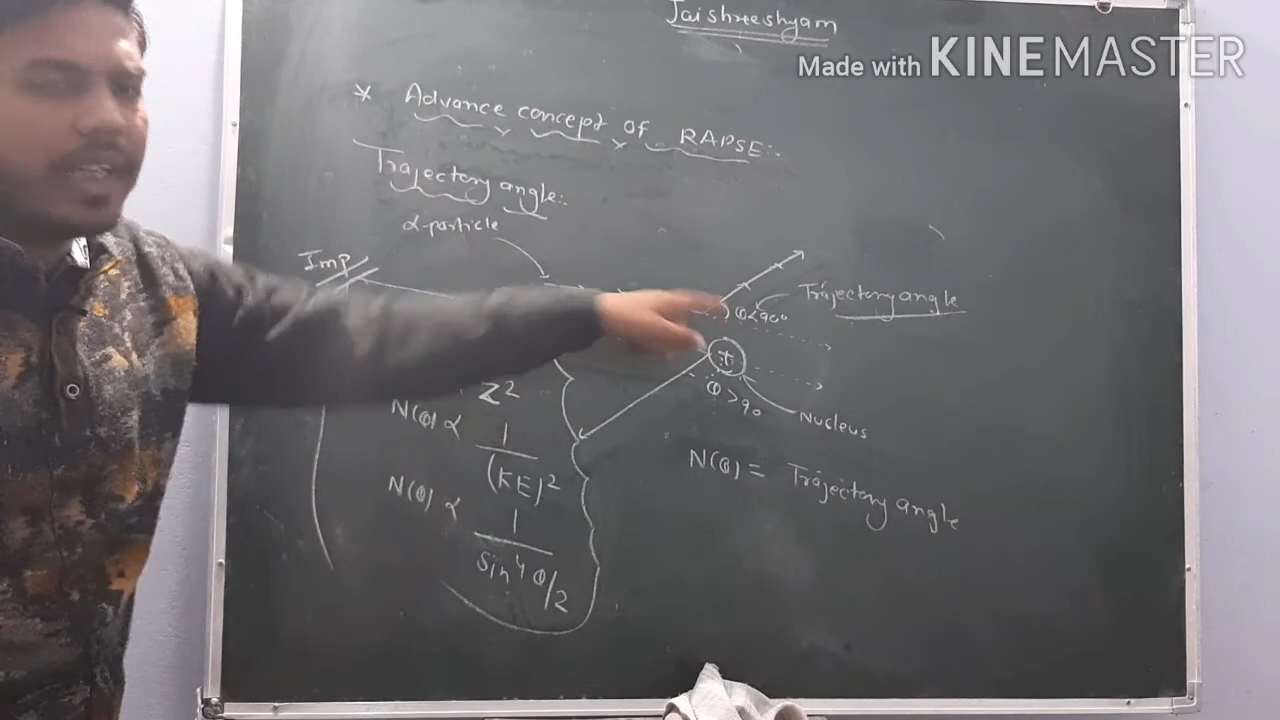 Jai shreeshyam
Made with KINEMASTER
* Advance concept of RAPSE:-
Trajectory angle:-
α-particle
Imp
Trajectory angle
θ<90°
+
θ>90
Nucleus
Z²
N(θ) ∝ 1/(KE)²
N(θ) = Trajectory angle
N(θ) ∝ 1/sin⁴θ/2